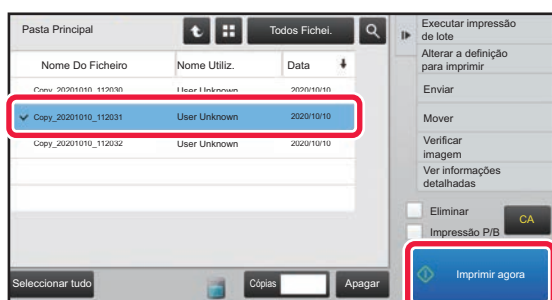 Pasta Principal
Todos Fichei.
Nome Do Ficheiro
Nome Utiliz.
Data
Copy_20201010_112030
User Unknown
2020/10/10
Copy_20201010_112031
User Unknown
2020/10/10
Copy_20201010_112032
User Unknown
2020/10/10
Seleccionar tudo
Cópias
Apagar
Executar impressão
de lote
Alterar a definição
para imprimir
Enviar
Mover
Verificar
imagem
Ver informações
detalhadas
Eliminar
Impressão P/B
CA
Imprimir agora